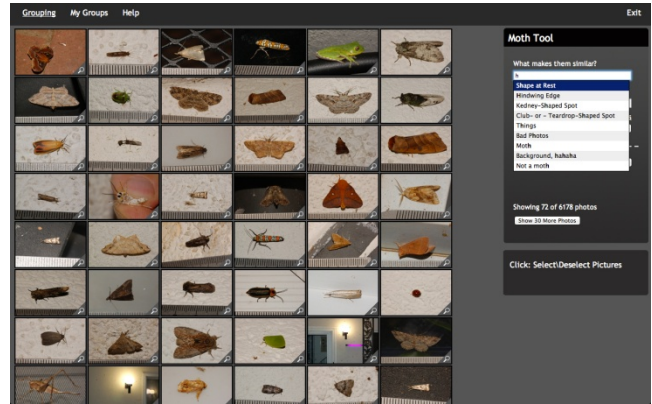 Grouping My Groups Help Exit
Moth Tool
What makes them similar?
h
Shape at Rest
Hindwing Edge
Kedney-Shaped Spot
Club- or - Teardrop-Shaped Spot
Things
Bad Photos
Moth
Background, hahaha
Not a moth
Showing 72 of 6178 photos
Show 30 More Photos
Click: Select\Deselect Pictures